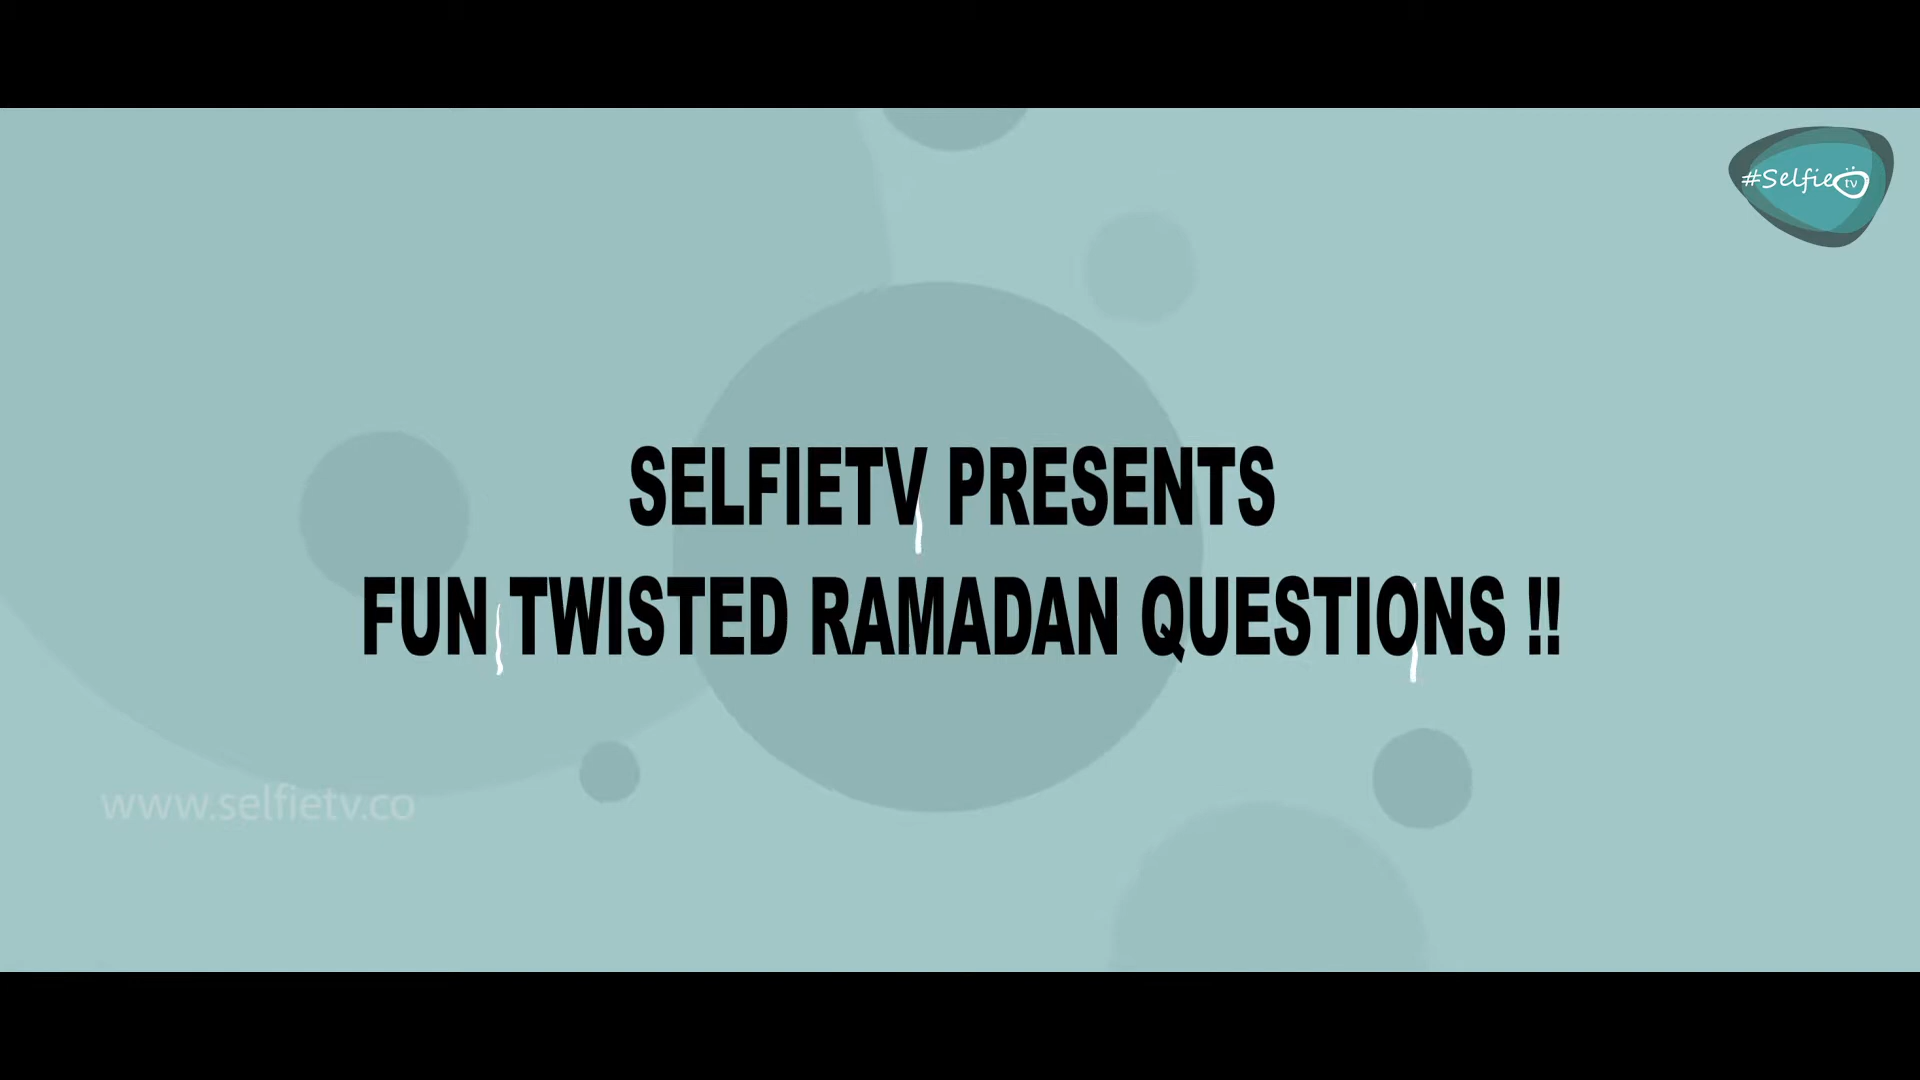 #Selfie tv
SELFIETV PRESENTS
FUN TWISTED RAMADAN QUESTIONS !!
www.selfietv.co